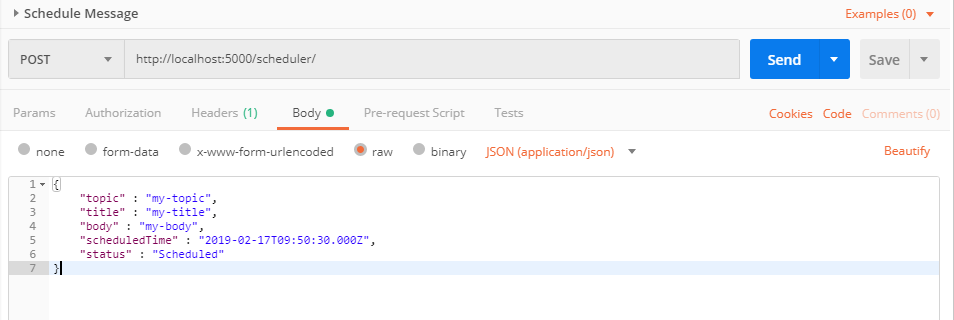 Schedule Message Examples (0)
POST http://localhost:5000/scheduler/ Send Save
Params Authorization Headers (1) Body Pre-request Script Tests Cookies Code Comments (0)
none form-data x-www-form-urlencoded raw binary JSON (application/json) Beautify
1 {
2 "topic" : "my-topic",
3 "title" : "my-title",
4 "body" : "my-body",
5 "scheduledTime" : "2019-02-17T09:50:30.000Z",
6 "status" : "Scheduled"
7 }